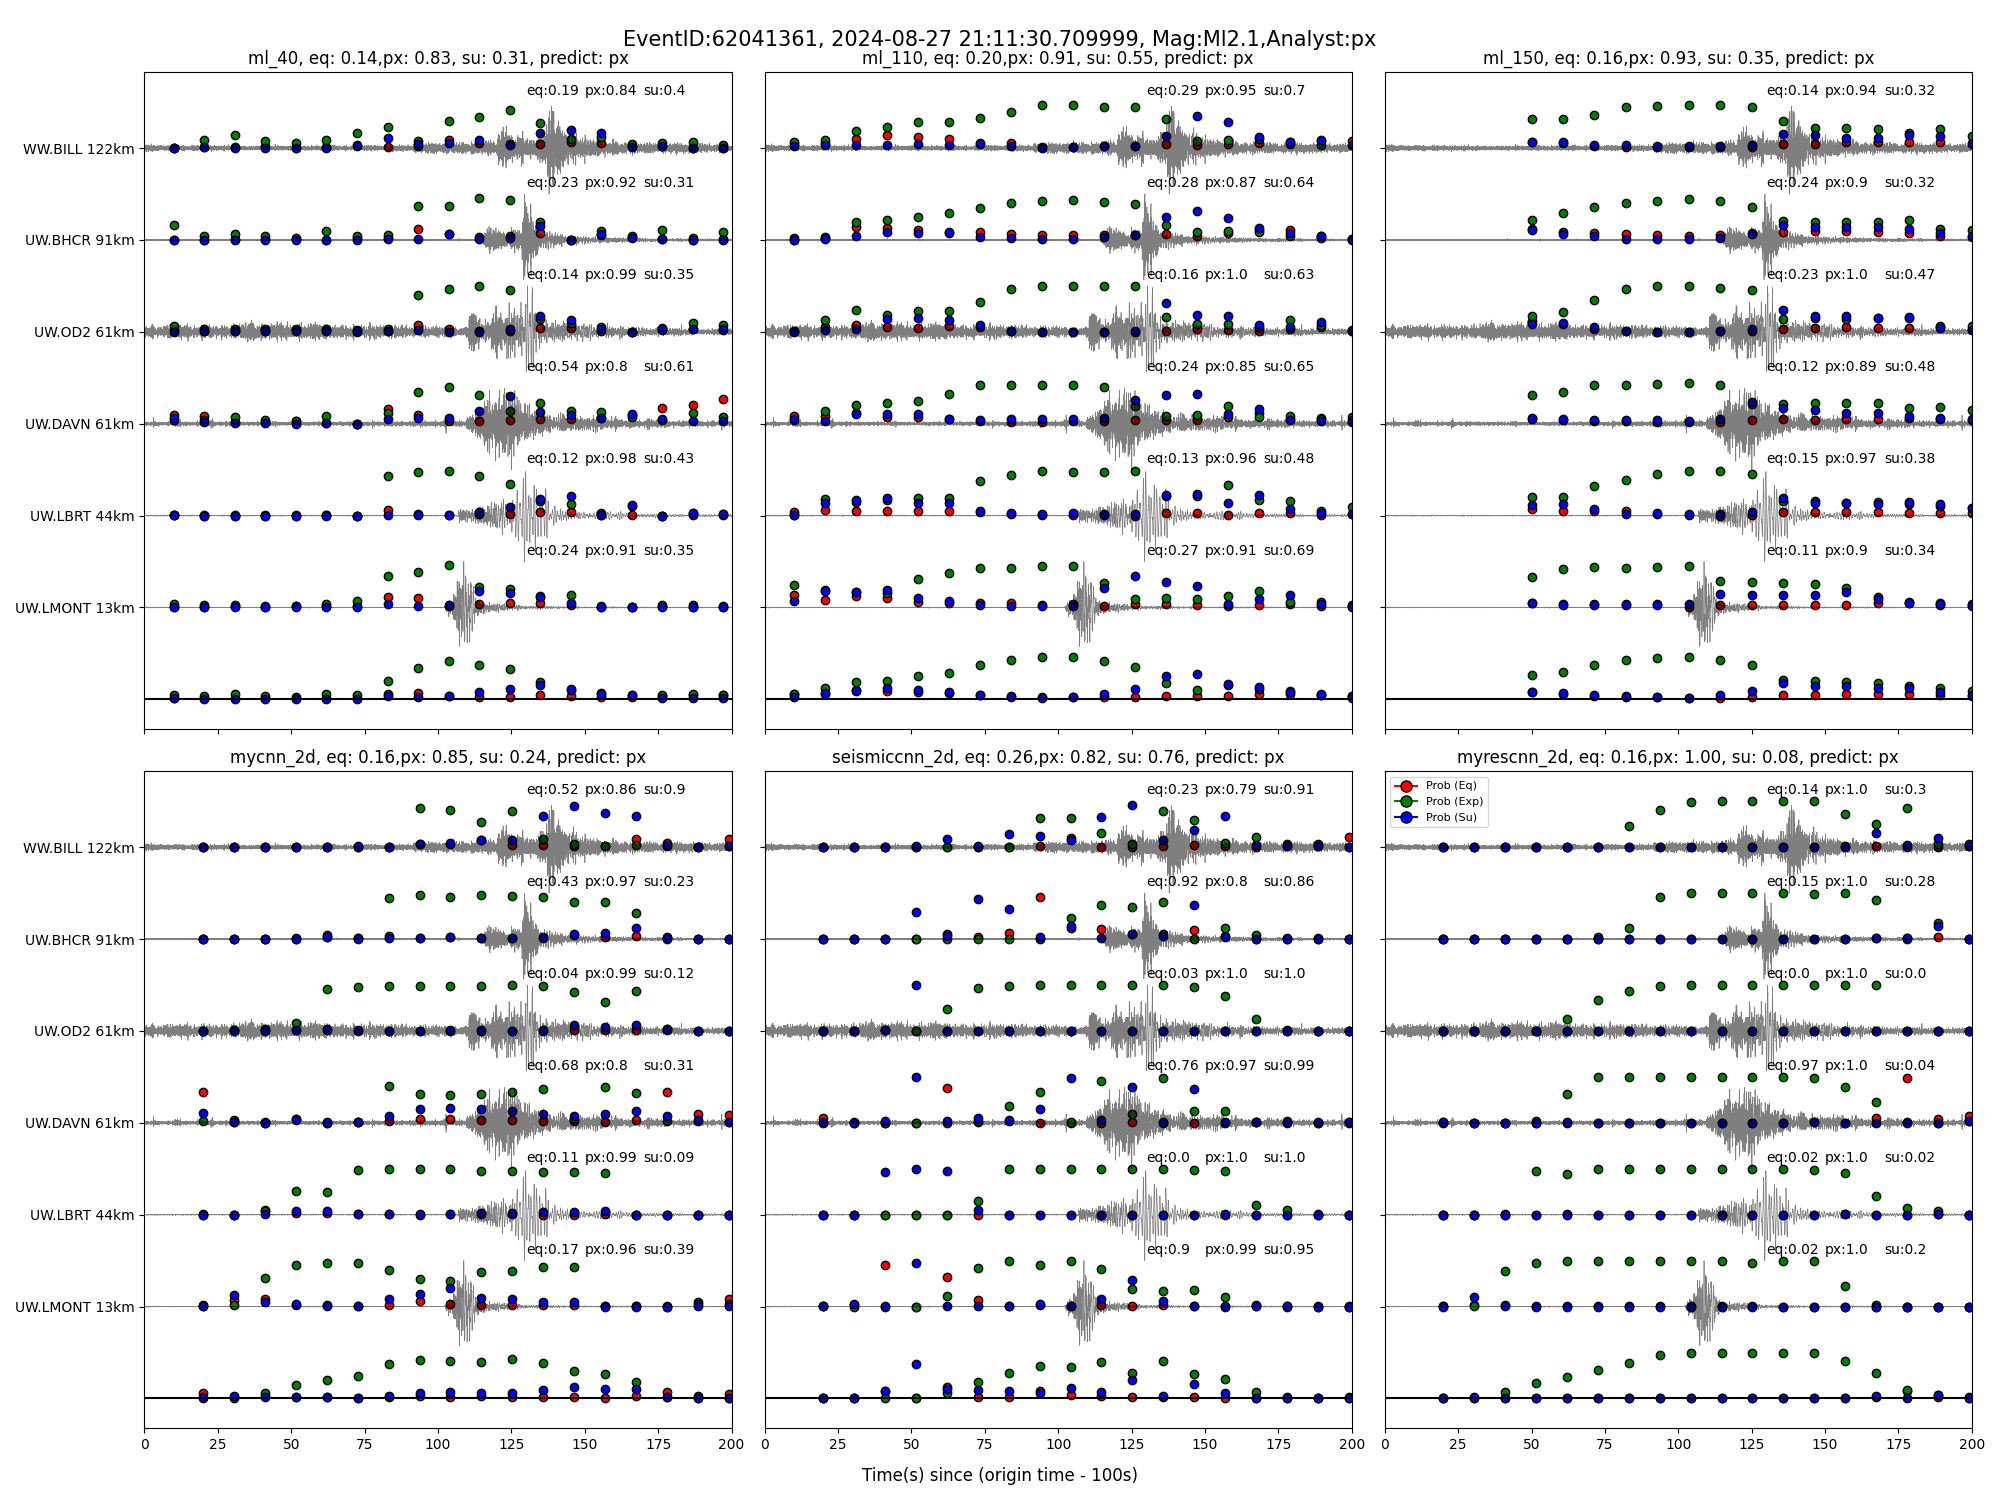 EventID:62041361, 2024-08-27 21:11:30.709999, Mag:Ml2.1,Analyst:px
ml_40, eq: 0.14,px: 0.83, su: 0.31, predict: px
WW.BILL 122km
eq:0.19 px:0.84 su:0.4
UW.BHCR 91km
eq:0.23 px:0.92 su:0.31
UW.OD2 61km
eq:0.14 px:0.99 su:0.35
UW.DAVN 61km
eq:0.54 px:0.8 su:0.61
UW.LBRT 44km
eq:0.12 px:0.98 su:0.43
UW.LMONT 13km
eq:0.24 px:0.91 su:0.35
ml_110, eq: 0.20,px: 0.91, su: 0.55, predict: px
eq:0.29 px:0.95 su:0.7
eq:0.28 px:0.87 su:0.64
eq:0.16 px:1.0 su:0.63
eq:0.24 px:0.85 su:0.65
eq:0.13 px:0.96 su:0.48
eq:0.27 px:0.91 su:0.69
ml_150, eq: 0.16,px: 0.93, su: 0.35, predict: px
eq:0.14 px:0.94 su:0.32
eq:0.24 px:0.9 su:0.32
eq:0.23 px:1.0 su:0.47
eq:0.12 px:0.89 su:0.48
eq:0.15 px:0.97 su:0.38
eq:0.11 px:0.9 su:0.34
mycnn_2d, eq: 0.16,px: 0.85, su: 0.24, predict: px
WW.BILL 122km
eq:0.52 px:0.86 su:0.9
UW.BHCR 91km
eq:0.43 px:0.97 su:0.23
UW.OD2 61km
eq:0.04 px:0.99 su:0.12
UW.DAVN 61km
eq:0.68 px:0.8 su:0.31
UW.LBRT 44km
eq:0.11 px:0.99 su:0.09
UW.LMONT 13km
eq:0.17 px:0.96 su:0.39
0 25 50 75 100 125 150 175 200
seismiccnn_2d, eq: 0.26,px: 0.82, su: 0.76, predict: px
eq:0.23 px:0.79 su:0.91
eq:0.92 px:0.8 su:0.86
eq:0.03 px:1.0 su:1.0
eq:0.76 px:0.97 su:0.99
eq:0.0 px:1.0 su:1.0
eq:0.9 px:0.99 su:0.95
0 25 50 75 100 125 150 175 200
myrescnn_2d, eq: 0.16,px: 1.00, su: 0.08, predict: px
Prob (Eq)
Prob (Exp)
Prob (Su)
eq:0.14 px:1.0 su:0.3
eq:0.15 px:1.0 su:0.28
eq:0.0 px:1.0 su:0.0
eq:0.97 px:1.0 su:0.04
eq:0.02 px:1.0 su:0.02
eq:0.02 px:1.0 su:0.2
0 25 50 75 100 125 150 175 200
Time(s) since (origin time - 100s)